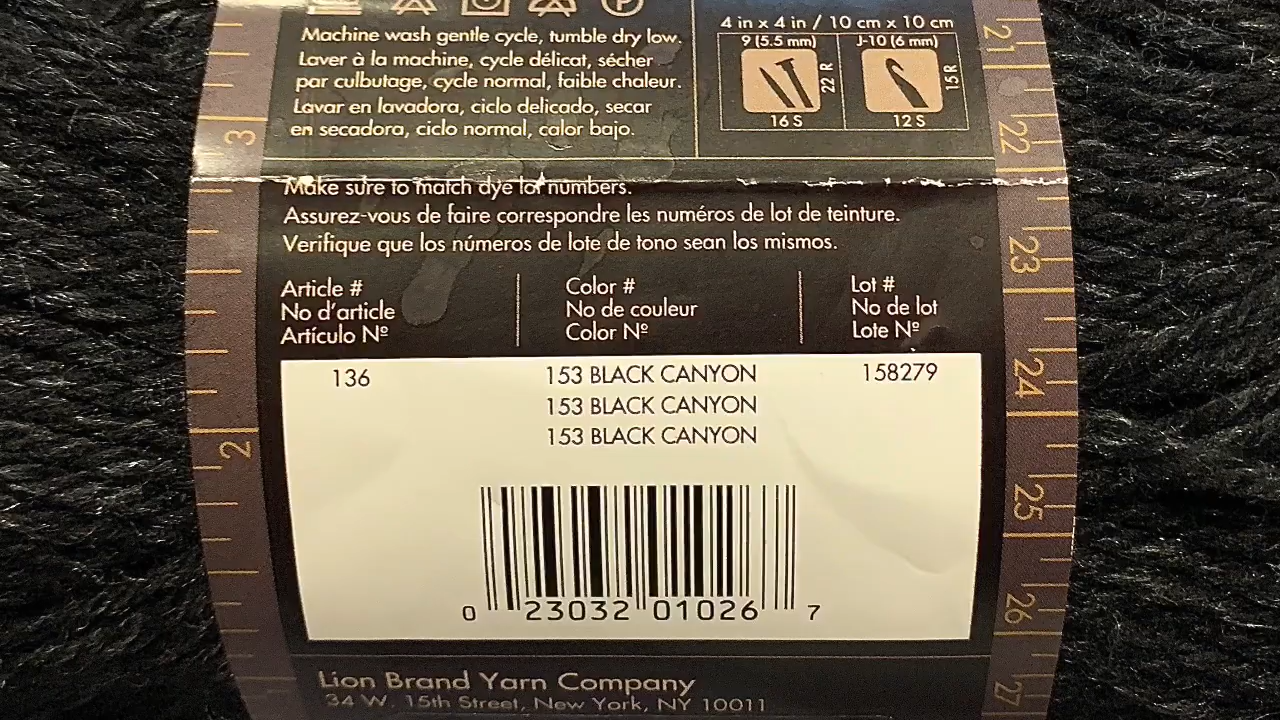 Machine wash gentle cycle, tumble dry low.
Laver à la machine, cycle délicat, sécher
par culbutage, cycle normal, faible chaleur.
Lavar en lavadora, ciclo delicado, secar
en secadora, ciclo normal, calor bajo.
P
4 in x 4 in / 10 cm x 10 cm
9 (5.5 mm) J-10 (6 mm)
22 R 15 R
16 S 12 S
Make sure to match dye lot numbers.
Assurez-vous de faire correspondre les numéros de lot de teinture.
Verifique que los números de lote de tono sean los mismos.
Article # Color # Lot #
No d'article No de couleur No de lot
Artículo Nº Color Nº Lote Nº
136 153 BLACK CANYON 158279
153 BLACK CANYON
153 BLACK CANYON
0 23032 01026 7
Lion Brand Yarn Company
34 W. 15th Street, New York, NY 10011
3
2
21
22
23
24
25
26
27